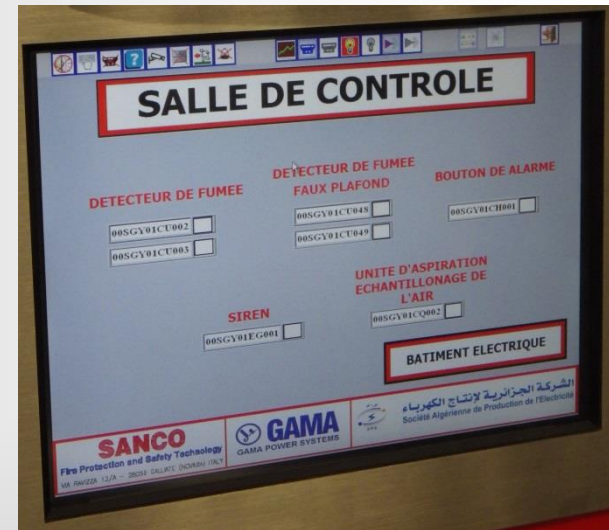 SALLE DE CONTROLE
DETECTEUR DE FUMEE
00SGY01CU002
00SGY01CU003
DETECTEUR DE FUMEE
FAUX PLAFOND
00SGY01CU048
00SGY01CU049
BOUTON DE ALARME
00SGY01CH001
SIREN
00SGY01EG001
UNITE D'ASPIRATION
ECHANTILLONAGE DE
L'AIR
00SGY01CQ002
BATIMENT ELECTRIQUE
SANCO
Fire Protection and Safety Technology
GAMA
GAMA POWER SYSTEMS
الشركة الجزائرية لإنتاج الكهرباء
Société Algérienne de Production de l'Electricité